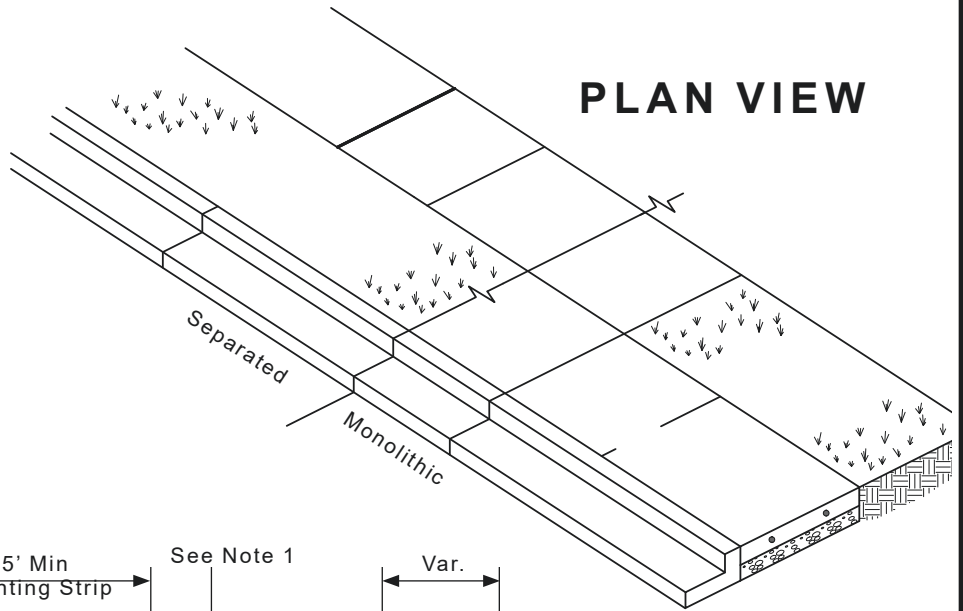 PLAN VIEW
Separated
Monolithic
5’ Min
nting Strip
See Note 1
Var.